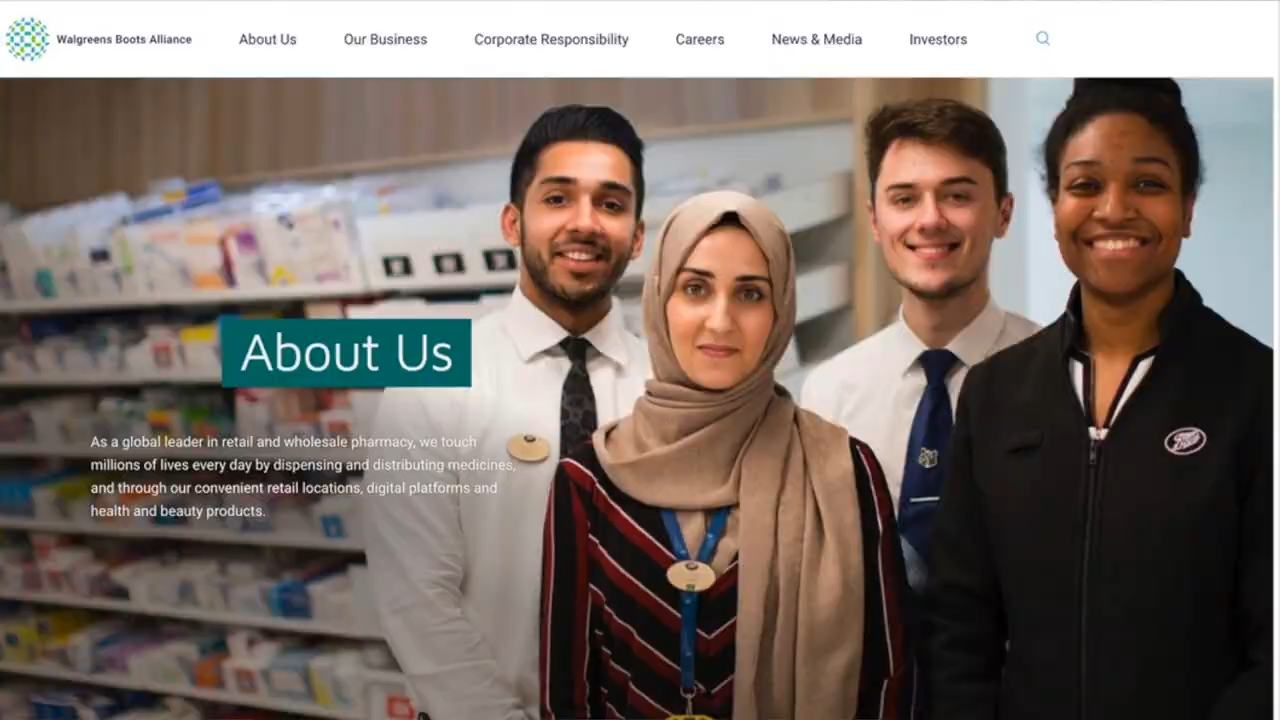 Walgreens Boots Alliance
About Us
Our Business
Corporate Responsibility
Careers
News & Media
Investors
About Us
As a global leader in retail and wholesale pharmacy, we touch
millions of lives every day by dispensing and distributing medicines,
and through our convenient retail locations, digital platforms and
health and beauty products.
Boots